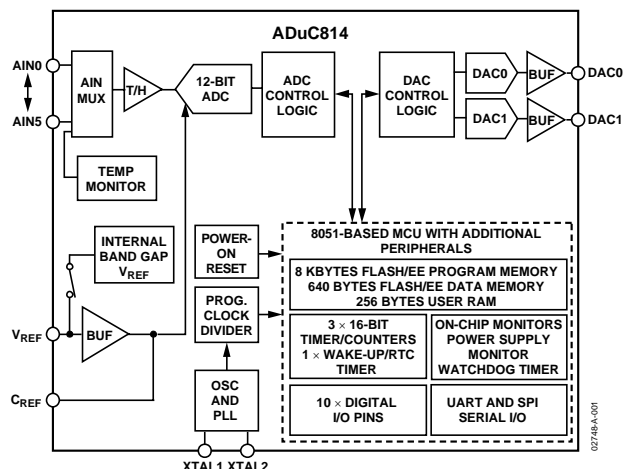 ADuC814
AIN0
AIN5
AIN
MUX
T/H
12-BIT
ADC
ADC
CONTROL
LOGIC
DAC
CONTROL
LOGIC
DAC0
BUF
DAC0
DAC1
BUF
DAC1
TEMP
MONITOR
INTERNAL
BAND GAP
VREF
POWER-
ON RESET
8051-BASED MCU WITH ADDITIONAL
PERIPHERALS
8 KBYTES FLASH/EE PROGRAM MEMORY
640 BYTES FLASH/EE DATA MEMORY
256 BYTES USER RAM
PROG.
CLOCK
DIVIDER
3 × 16-BIT
TIMER/COUNTERS
1 × WAKE-UP/RTC
TIMER
ON-CHIP MONITORS
POWER SUPPLY
MONITOR
WATCHDOG TIMER
VREF
BUF
CREF
OSC
AND
PLL
10 × DIGITAL
I/O PINS
UART AND SPI
SERIAL I/O
XTAL1 XTAL2
02748-A-001